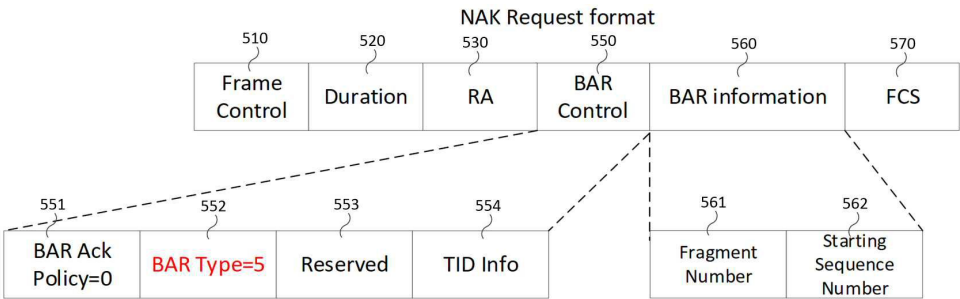 NAK Request format
510
520
530
550
560
570
Frame
Control
Duration
RA
BAR
Control
BAR information
FCS
551
552
553
554
561
562
BAR Ack
Policy=0
BAR Type=5
Reserved
TID Info
Fragment
Number
Starting
Sequence
Number